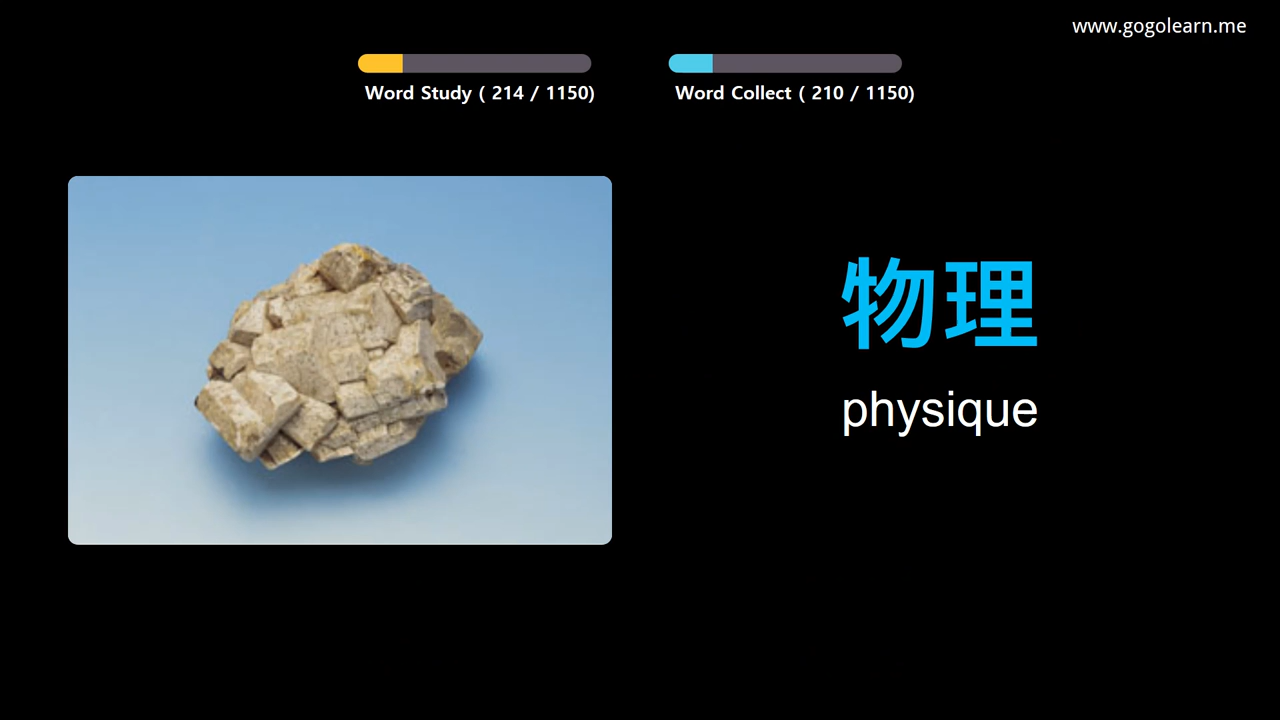 www.gogolearn.me
Word Study ( 214 / 1150)
Word Collect ( 210 / 1150)
物理
physique